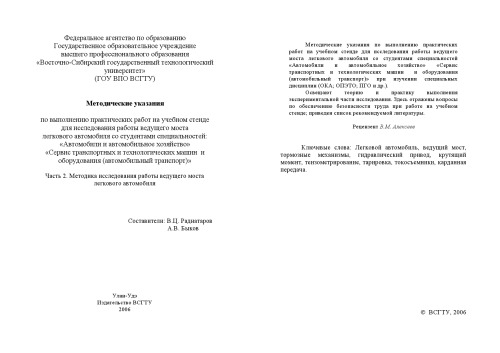 Федеральное агентство по образованию
Государственное образовательное учреждение
высшего профессионального образования
«Восточно-Сибирский государственный технологический
университет»
(ГОУ ВПО ВСГТУ)
Методические указания
по выполнению практических работ на учебном стенде
для исследования работы ведущего моста
легкового автомобиля со студентами специальностей:
«Автомобили и автомобильное хозяйство»
«Сервис транспортных и технологических машин и
оборудования (автомобильный транспорт)»
Часть 2. Методика исследования работы ведущего моста
легкового автомобиля
Составители: В.Ц. Раднатаров
А.В. Быков
Улан-Удэ
Издательство ВСГТУ
2006
Методические указания по выполнению практических
работ на учебном стенде для исследования работы ведущего
моста легкового автомобиля со студентами специальностей
«Автомобили и автомобильное хозяйство» «Сервис
транспортных и технологических машин и оборудования
(автомобильный транспорт)» при изучении специальных
дисциплин (ОКА; ОПЭТО; ПГО и др.).
Освещают теорию и практику выполнения
экспериментальной части исследования. Здесь отражены вопросы
по обеспечению безопасности труда при работе на учебном
стенде; приведен список рекомендуемой литературы.
Рецензент В.М. Алексеев
Ключевые слова: Легковой автомобиль, ведущий мост,
тормозные механизмы, гидравлический привод, крутящий
момент, тензометрирование, тарировка, токосъемники, карданная
передача.
© ВСГТУ, 2006